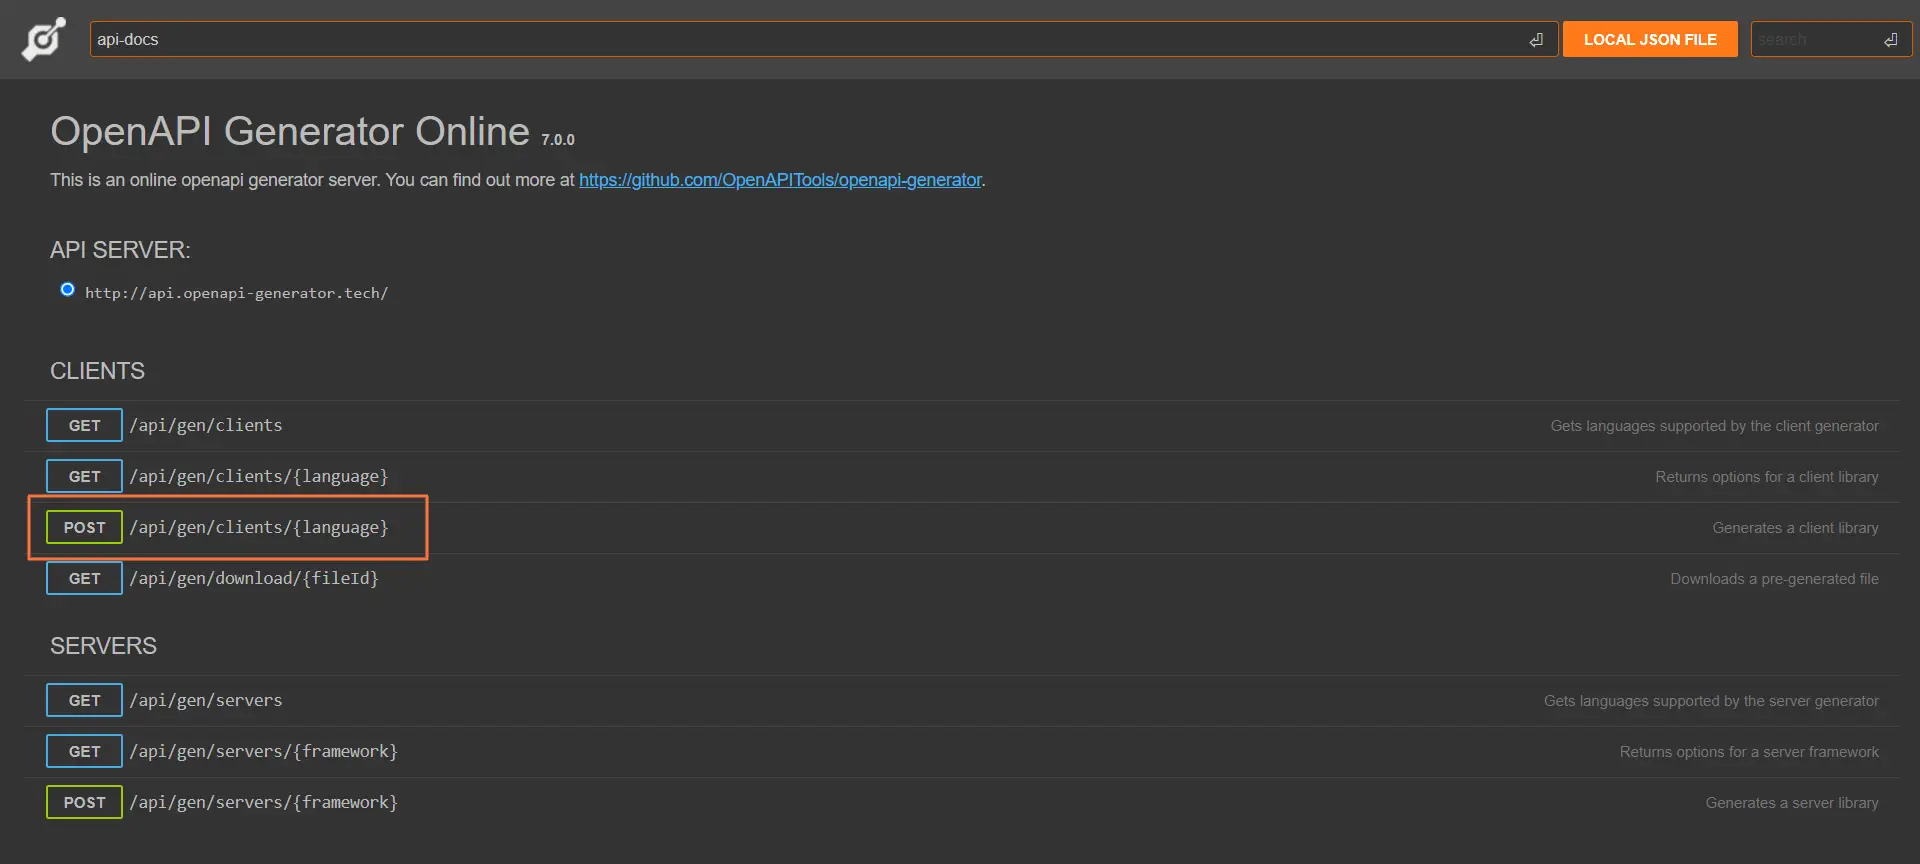 api-docs
LOCAL JSON FILE
search
OpenAPI Generator Online 7.0.0
This is an online openapi generator server. You can find out more at https://github.com/OpenAPITools/openapi-generator.
API SERVER:
http://api.openapi-generator.tech/
CLIENTS
GET /api/gen/clients Gets languages supported by the client generator
GET /api/gen/clients/{language} Returns options for a client library
POST /api/gen/clients/{language} Generates a client library
GET /api/gen/download/{fileId} Downloads a pre-generated file
SERVERS
GET /api/gen/servers Gets languages supported by the server generator
GET /api/gen/servers/{framework} Returns options for a server framework
POST /api/gen/servers/{framework} Generates a server library